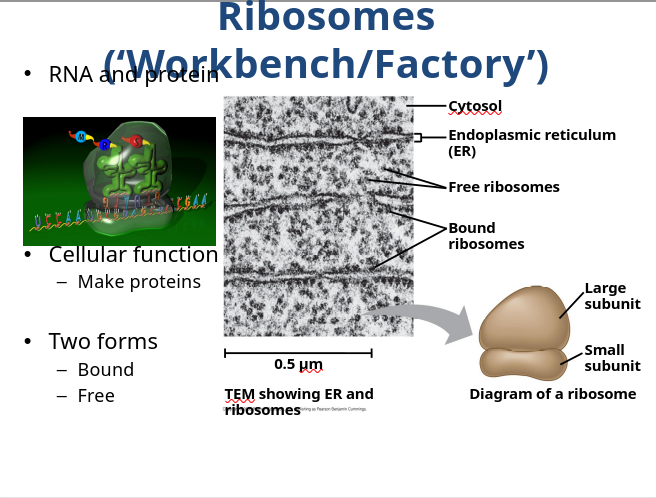 Ribosomes
(‘Workbench/Factory’)
• RNA and protein
• Cellular function
– Make proteins
• Two forms
– Bound
– Free
Cytosol
Endoplasmic reticulum
(ER)
Free ribosomes
Bound
ribosomes
0.5 µm
TEM showing ER and
ribosomes
Large
subunit
Small
subunit
Diagram of a ribosome